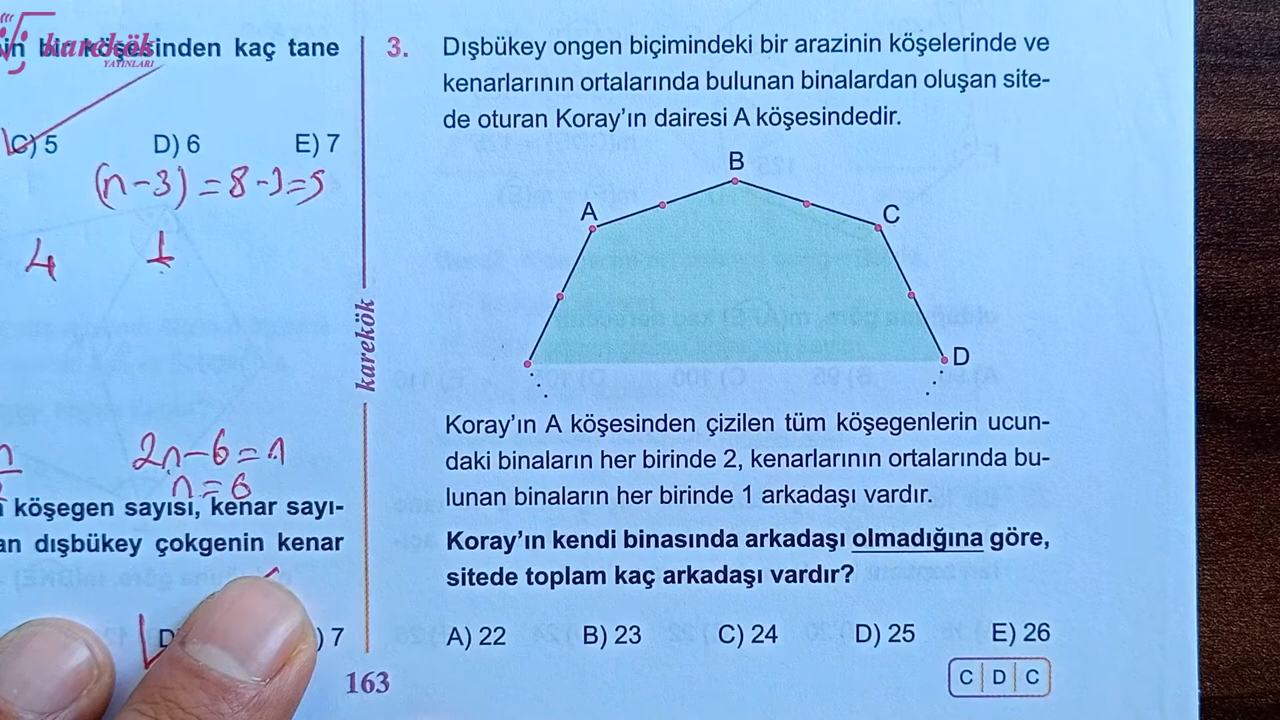 karekök
YAYINLARI
bir köşesinden kaç tane
C) 5 D) 6 E) 7
(n-3) = 8-3=5
4
2n-6=
n=6
köşegen sayısı, kenar sayı-
an dışbükey çokgenin kenar
) 7
karekök
163
3. Dışbükey ongen biçimindeki bir arazinin köşelerinde ve
kenarlarının ortalarında bulunan binalardan oluşan site-
de oturan Koray'ın dairesi A köşesindedir.
B
A
C
D
Koray'ın A köşesinden çizilen tüm köşegenlerin ucun-
daki binaların her birinde 2, kenarlarının ortalarında bu-
lunan binaların her birinde 1 arkadaşı vardır.
Koray'ın kendi binasında arkadaşı olmadığına göre,
sitede toplam kaç arkadaşı vardır?
A) 22 B) 23 C) 24 D) 25 E) 26
C D C